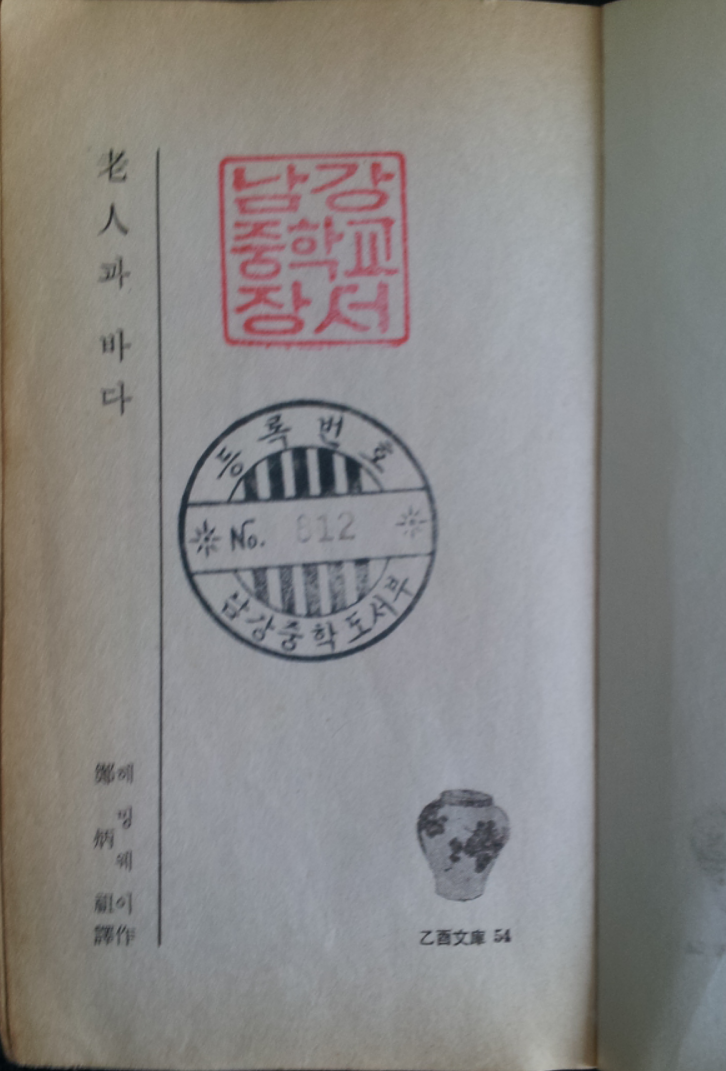 老人과 바다
헤밍웨이作
鄭炳祖譯
남강
중학교
장서
등록번호
No. 812
남강중학도서부
乙酉文庫 54